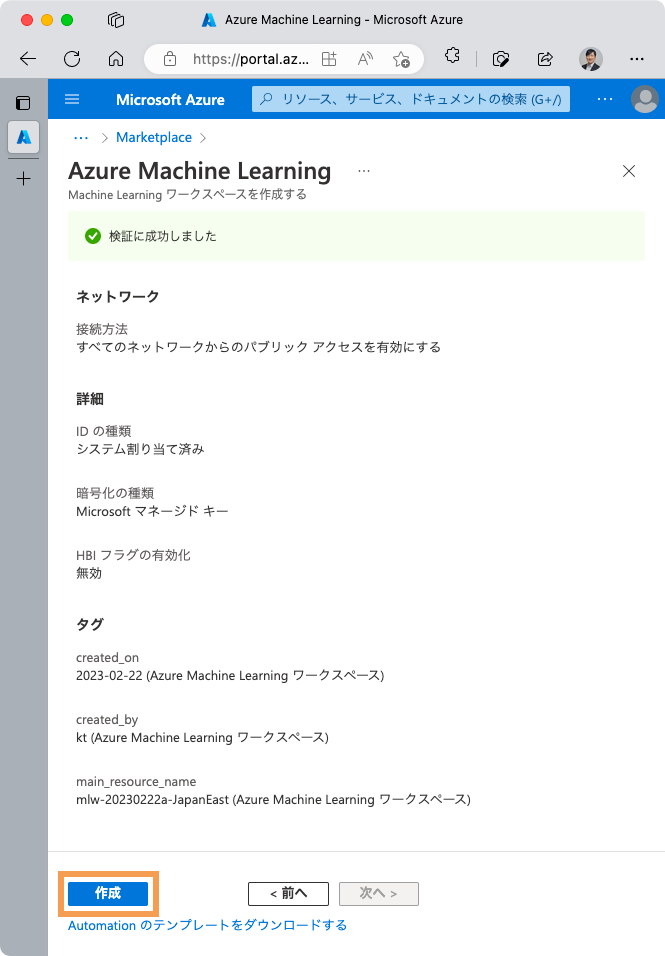 Azure Machine Learning - Microsoft Azure
https://portal.az...
Microsoft Azure
リソース、サービス、ドキュメントの検索 (G+/)
Marketplace
Azure Machine Learning
Machine Learning ワークスペースを作成する
検証に成功しました
ネットワーク
接続方法
すべてのネットワークからのパブリック アクセスを有効にする
詳細
ID の種類
システム割り当て済み
暗号化の種類
Microsoft マネージド キー
HBI フラグの有効化
無効
タグ
created_on
2023-02-22 (Azure Machine Learning ワークスペース)
created_by
kt (Azure Machine Learning ワークスペース)
main_resource_name
mlw-20230222a-JapanEast (Azure Machine Learning ワークスペース)
作成
< 前へ
次へ >
Automation のテンプレートをダウンロードする